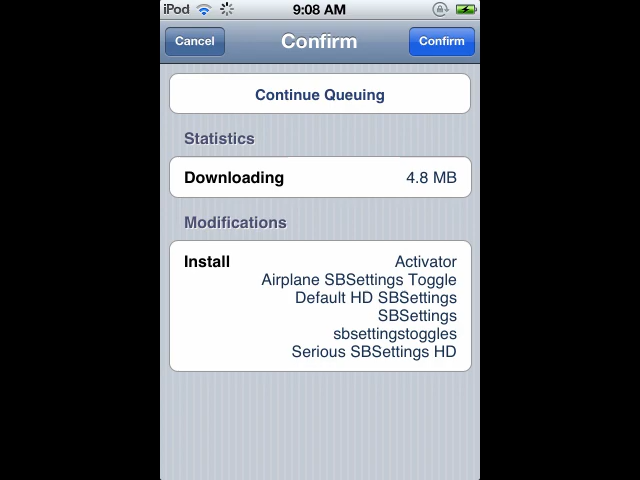 iPod 9:08 AM
Cancel Confirm Confirm
Continue Queuing
Statistics
Downloading 4.8 MB
Modifications
Install Activator
Airplane SBSettings Toggle
Default HD SBSettings
SBSettings
sbsettingstoggles
Serious SBSettings HD